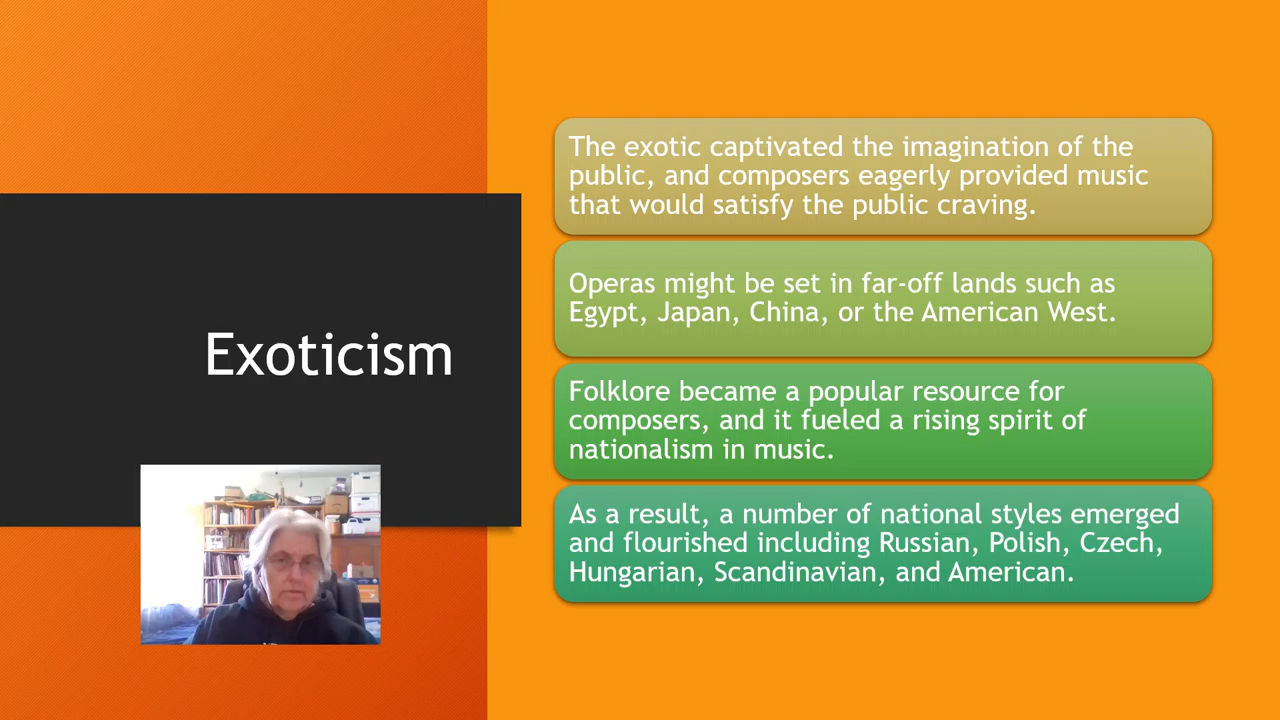 Exoticism
The exotic captivated the imagination of the
public, and composers eagerly provided music
that would satisfy the public craving.
Operas might be set in far-off lands such as
Egypt, Japan, China, or the American West.
Folklore became a popular resource for
composers, and it fueled a rising spirit of
nationalism in music.
As a result, a number of national styles emerged
and flourished including Russian, Polish, Czech,
Hungarian, Scandinavian, and American.